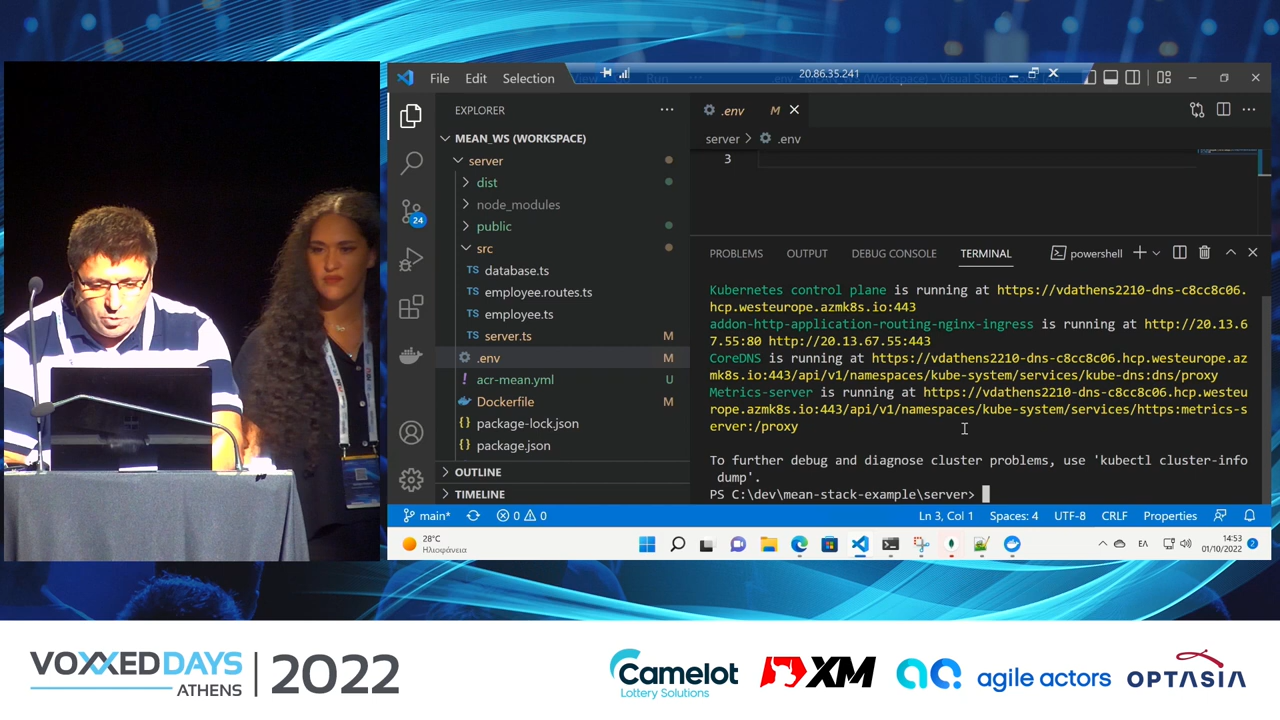 File Edit Selection View Run
20.86.35.241
EXPLORER
MEAN_WS (WORKSPACE)
server
dist
node_modules
public
src
TS database.ts
TS employee.routes.ts
TS employee.ts
TS server.ts M
.env M
! acr-mean.yml U
Dockerfile M
{} package-lock.json
{} package.json
OUTLINE
TIMELINE
24
.env M
server > .env
3
PROBLEMS OUTPUT DEBUG CONSOLE TERMINAL
powershell
Kubernetes control plane is running at https://vdathens2210-dns-c8cc8c06.
hcp.westeurope.azmk8s.io:443
addon-http-application-routing-nginx-ingress is running at http://20.13.6
7.55:80 http://20.13.67.55:443
CoreDNS is running at https://vdathens2210-dns-c8cc8c06.hcp.westeurope.az
mk8s.io:443/api/v1/namespaces/kube-system/services/kube-dns:dns/proxy
Metrics-server is running at https://vdathens2210-dns-c8cc8c06.hcp.westeu
rope.azmk8s.io:443/api/v1/namespaces/kube-system/services/https:metrics-s
erver:/proxy
To further debug and diagnose cluster problems, use 'kubectl cluster-info
dump'.
PS C:\dev\mean-stack-example\server>
main* 0 0
Ln 3, Col 1 Spaces: 4 UTF-8 CRLF Properties
28°C
Ηλιοφάνεια
ΕΛ
14:53
01/10/2022
2
VOXXED DAYS
ATHENS
2022
Camelot
Lottery Solutions
XM
agile actors
OPTASIA